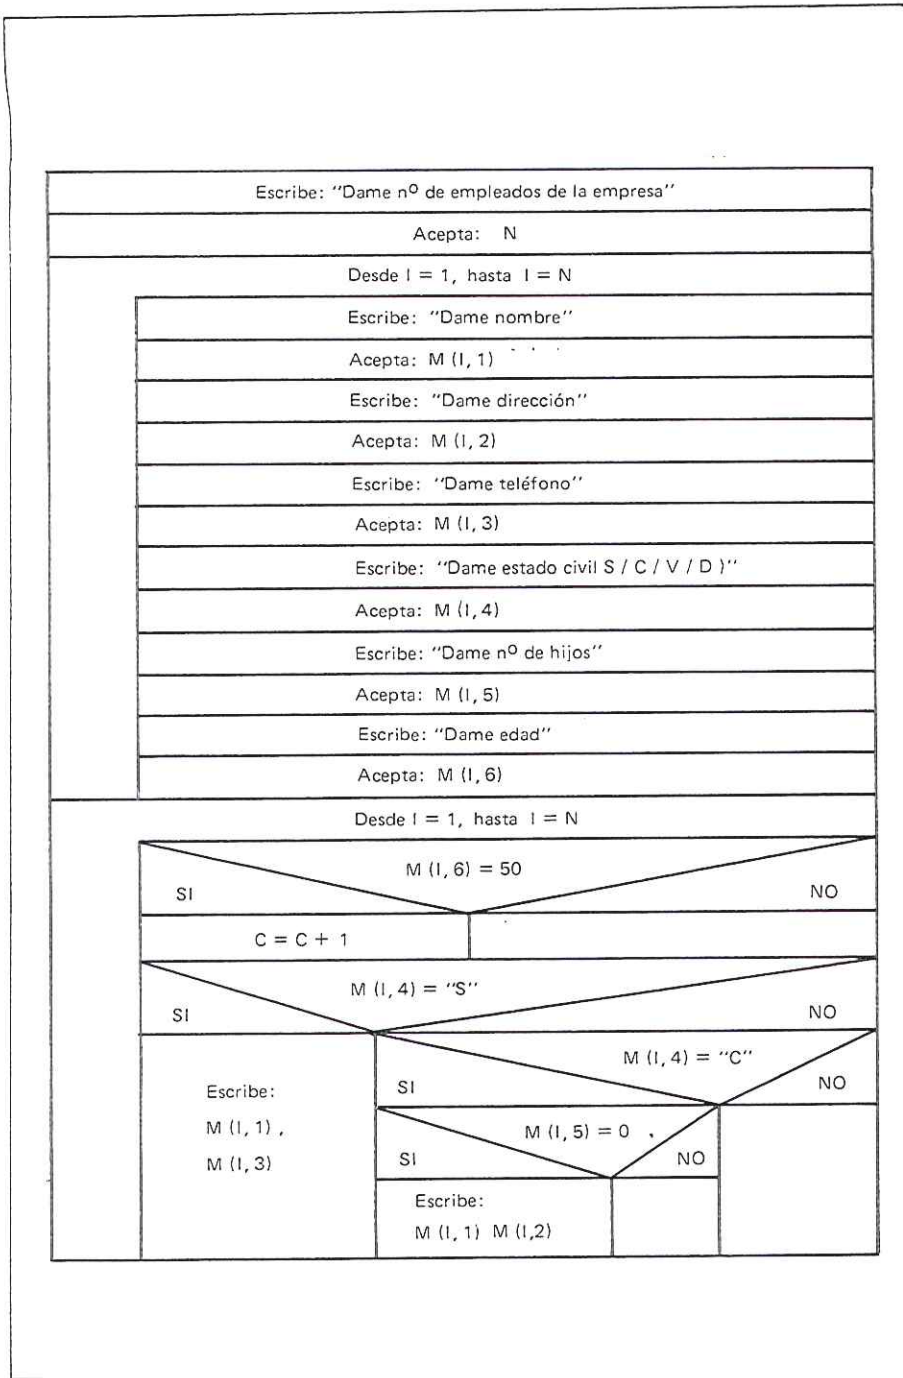 Escribe: "Dame nº de empleados de la empresa"
Acepta: N
Desde I = 1, hasta I = N
Escribe: "Dame nombre"
Acepta: M (I, 1)
Escribe: "Dame dirección"
Acepta: M (I, 2)
Escribe: "Dame teléfono"
Acepta: M (I, 3)
Escribe: "Dame estado civil S / C / V / D )"
Acepta: M (I, 4)
Escribe: "Dame nº de hijos"
Acepta: M (I, 5)
Escribe: "Dame edad"
Acepta: M (I, 6)
Desde I = 1, hasta I = N
M (I, 6) = 50
SI NO
C = C + 1
M (I, 4) = "S"
SI NO
M (I, 4) = "C"
SI NO
Escribe:
M (I, 1) ,
M (I, 3)
M (I, 5) = 0
SI NO
Escribe:
M (I, 1) M (I,2)